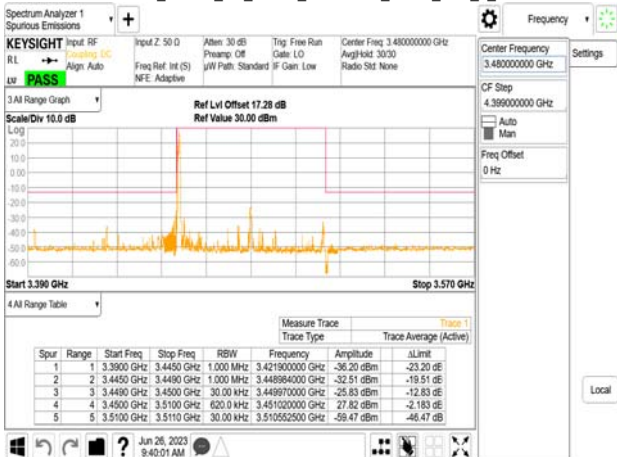 Spectrum Analyzer 1
Spurious Emissions
Frequency
KEYSIGHT Input: RF
Coupling: DC
Align: Auto
Input Z: 50 Ω
Freq Ref: Int (S)
NFE: Adaptive
Atten: 30 dB
Preamp: Off
µW Path: Standard
Trig: Free Run
Gate: LO
IF Gain: Low
Center Freq: 3.480000000 GHz
Avg|Hold: 30/30
Radio Std: None
RL
PASS
Center Frequency
3.480000000 GHz
Settings
CF Step
4.399000000 GHz
Auto
Man
Freq Offset
0 Hz
3 All Range Graph
Ref Lvl Offset 17.28 dB
Scale/Div 10.0 dB
Ref Value 30.00 dBm
Log
20.0
10.0
0.00
-10.0
-20.0
-30.0
-40.0
-50.0
-60.0
Start 3.390 GHz
Stop 3.570 GHz
4 All Range Table
Measure Trace Trace 1
Trace Type Trace Average (Active)
Spur Range Start Freq Stop Freq RBW Frequency Amplitude ΔLimit
1 1 3.3900 GHz 3.4450 GHz 1.000 MHz 3.421900000 GHz -36.20 dBm -23.20 dB
2 2 3.4450 GHz 3.4490 GHz 1.000 MHz 3.448984000 GHz -32.51 dBm -19.51 dB
3 3 3.4490 GHz 3.4500 GHz 30.00 kHz 3.449970000 GHz -25.83 dBm -12.83 dB
4 4 3.4500 GHz 3.5100 GHz 620.0 kHz 3.451020000 GHz 27.82 dBm -2.183 dB
5 5 3.5100 GHz 3.5110 GHz 30.00 kHz 3.510552500 GHz -59.47 dBm -46.47 dB
Local
Jun 26, 2023
9:40:01 AM